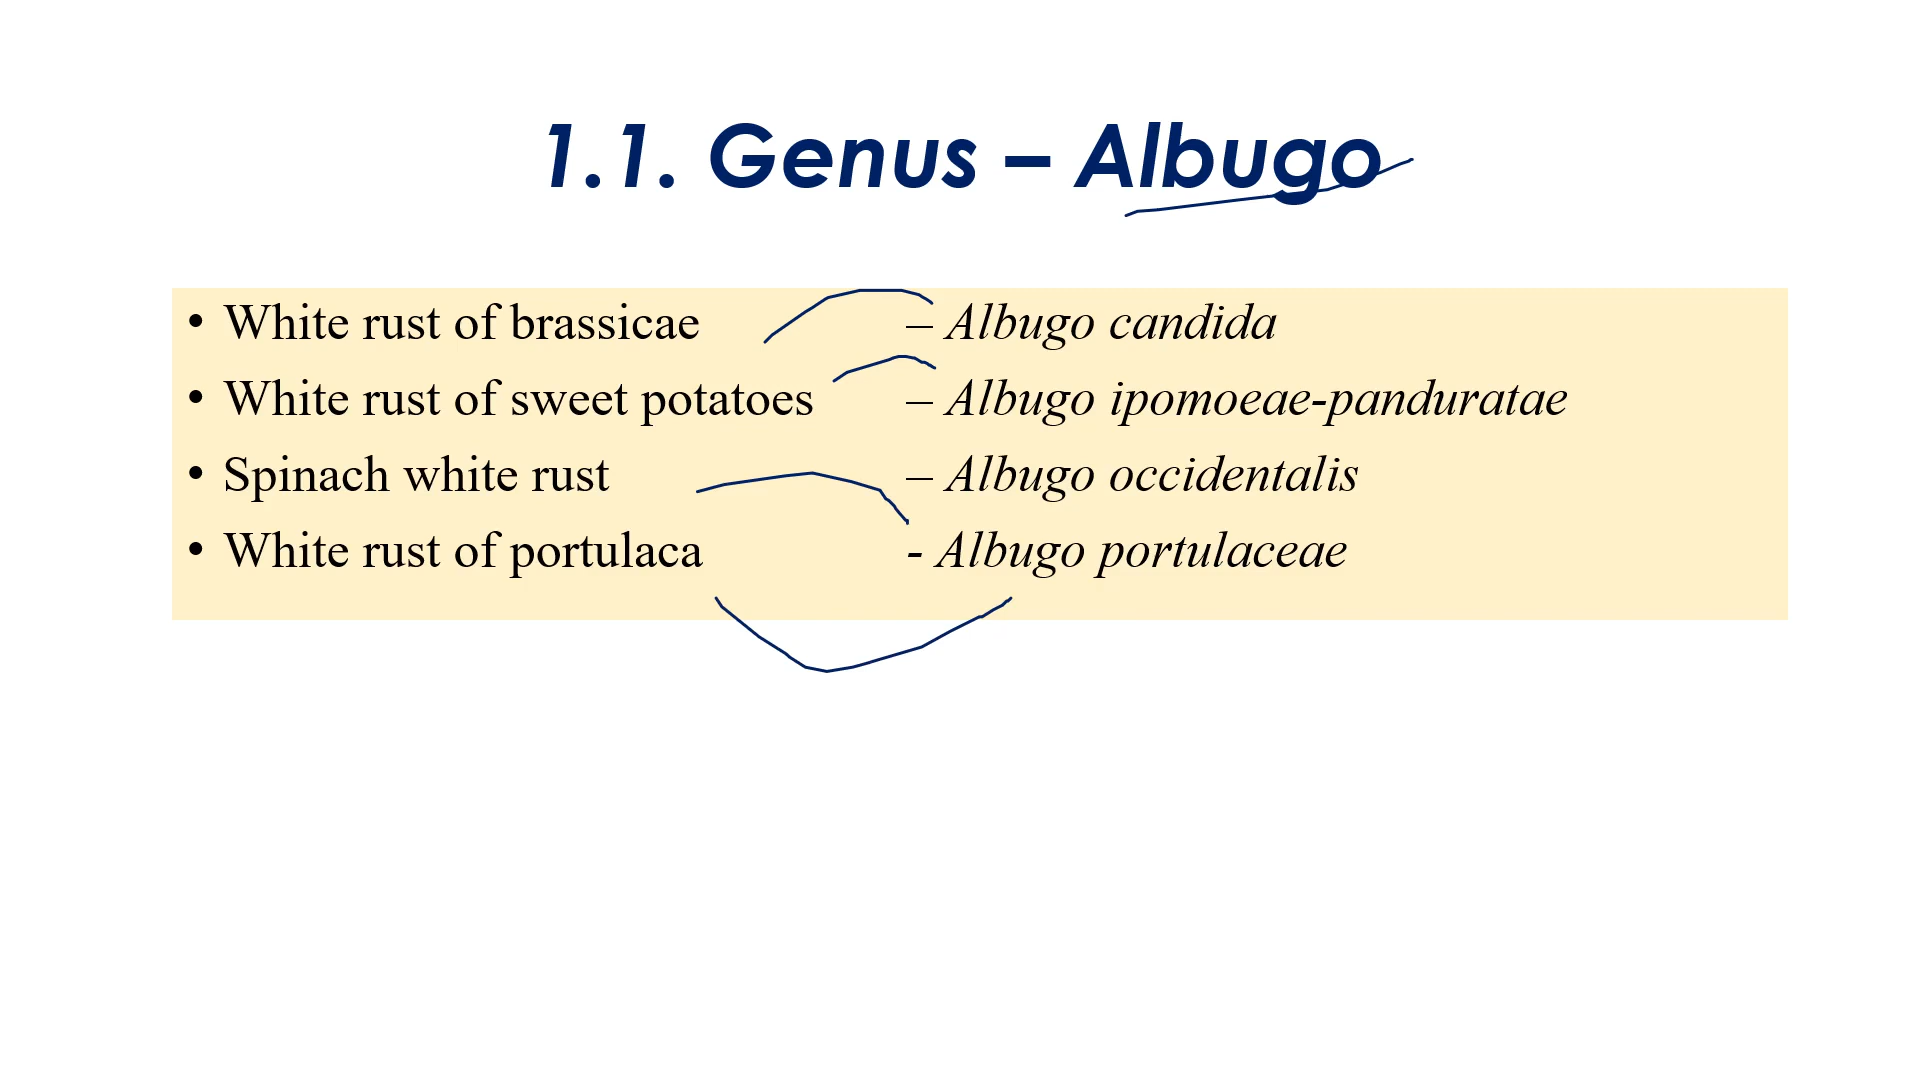 1.1. Genus – Albugo
• White rust of brassicae – Albugo candida
• White rust of sweet potatoes – Albugo ipomoeae-panduratae
• Spinach white rust – Albugo occidentalis
• White rust of portulaca - Albugo portulaceae